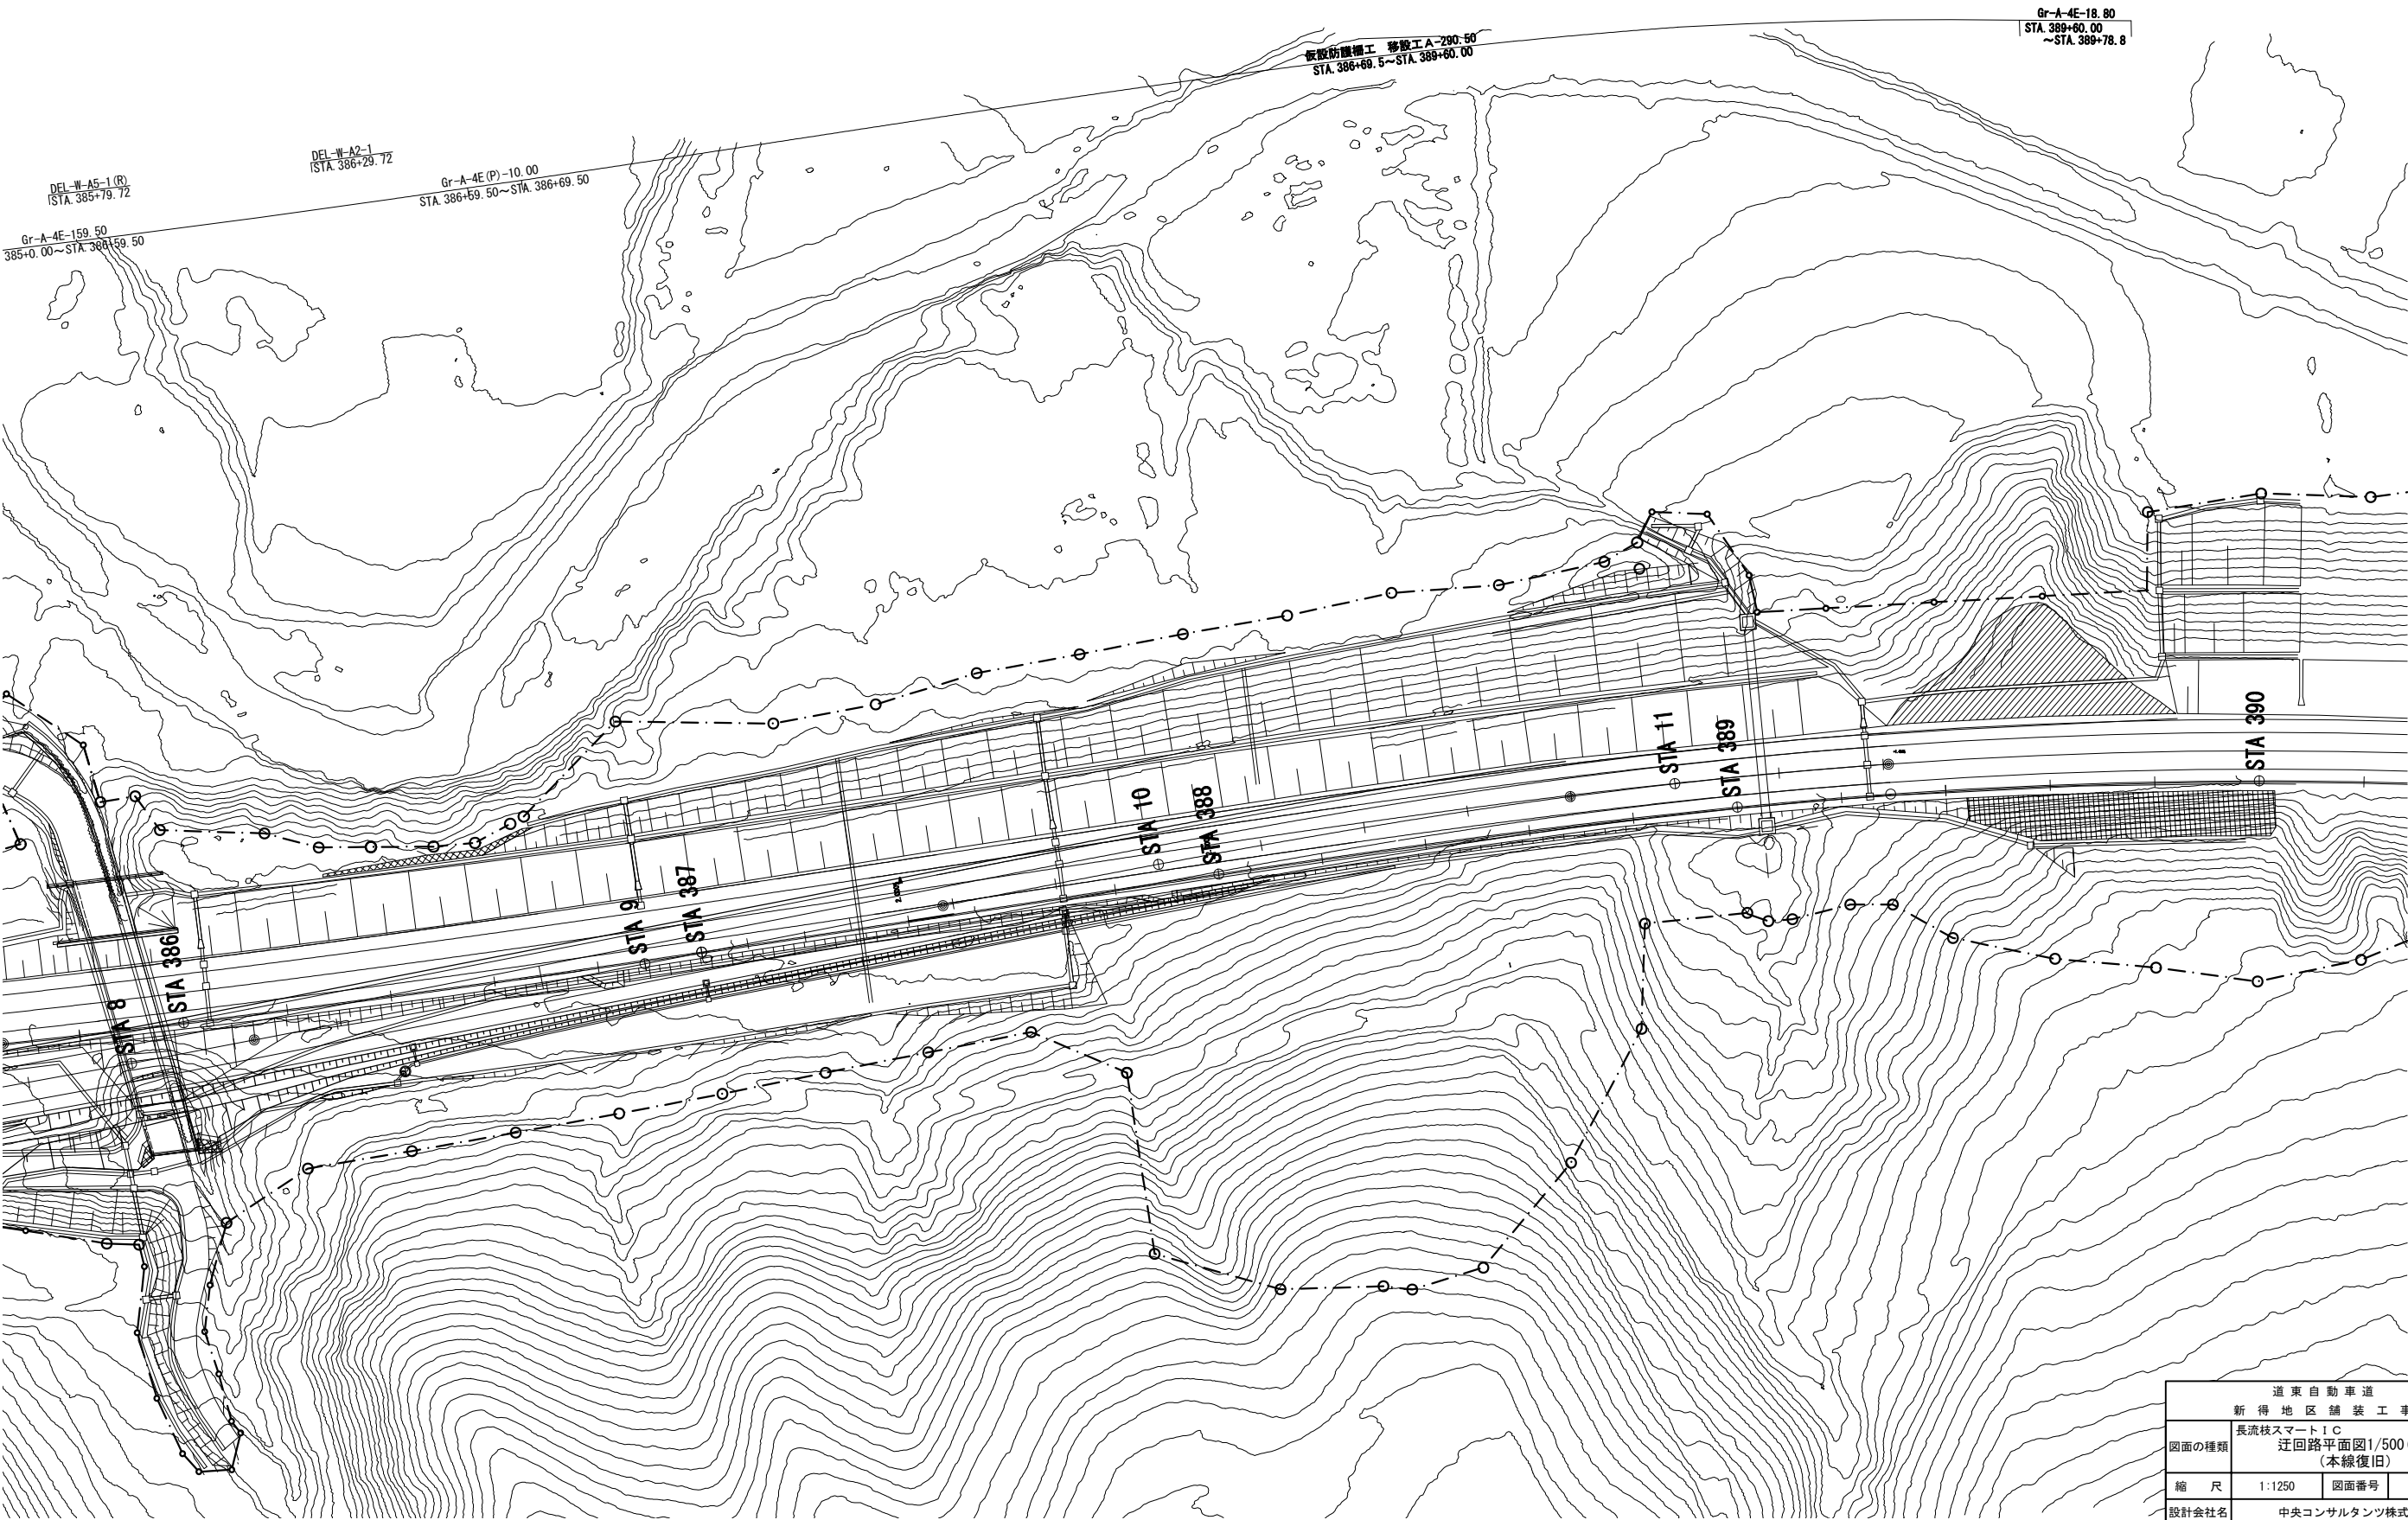 Gr-A-4E-18.80
STA.389+60.00
～STA.389+78.8
仮設防護柵工 移設工A-290.50
STA.386+69.5～STA.389+60.00
DEL-W-A2-1
STA.386+29.72
DEL-W-A5-1(R)
STA.385+79.72
Gr-A-4E(P)-10.00
STA.386+59.50～STA.386+69.50
Gr-A-4E-159.50
385+0.00～STA.386+59.50
STA 8
STA 386
STA 9
STA 387
STA 10
STA 388
STA 11
STA 389
STA 390
道東自動車道
新得地区舗装工事
図面の種類
長流枝スマートIC
迂回路平面図1/500
(本線復旧)
縮尺
1:1250
図面番号
設計会社名
中央コンサルタンツ株式